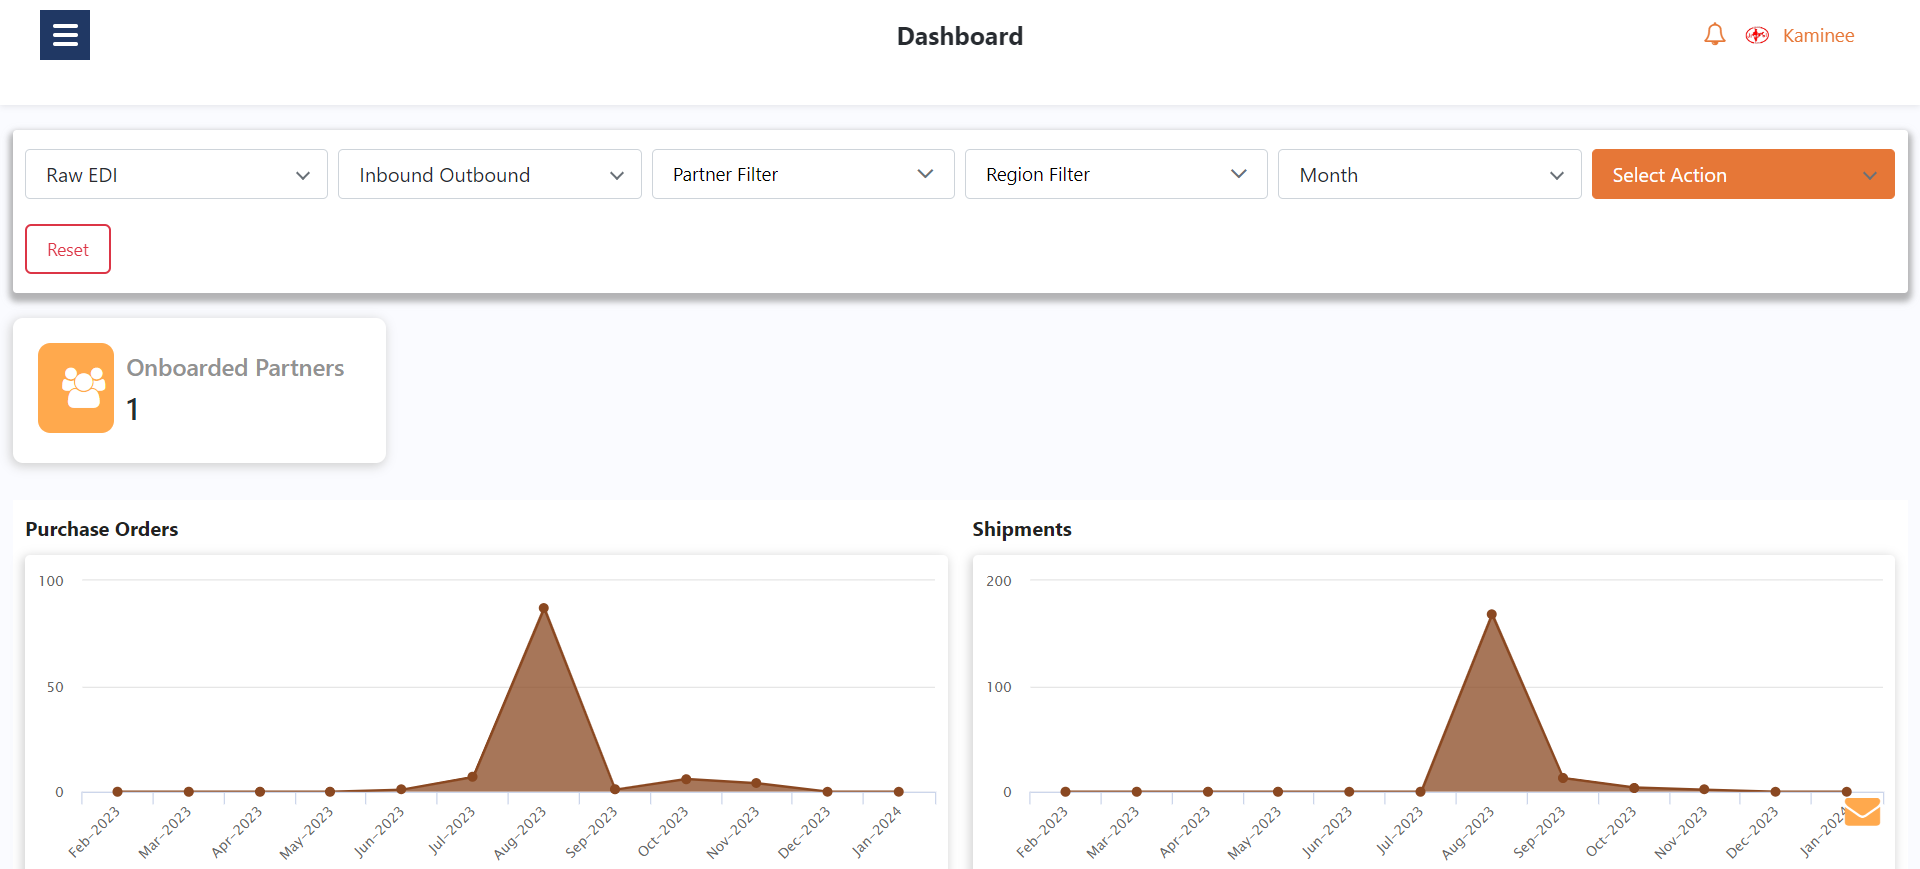 Dashboard
Kaminee
Raw EDI
Inbound Outbound
Partner Filter
Region Filter
Month
Select Action
Reset
Onboarded Partners
1
Purchase Orders
100
50
0
Feb-2023
Mar-2023
Apr-2023
May-2023
Jun-2023
Jul-2023
Aug-2023
Sep-2023
Oct-2023
Nov-2023
Dec-2023
Jan-2024
Shipments
200
100
0
Feb-2023
Mar-2023
Apr-2023
May-2023
Jun-2023
Jul-2023
Aug-2023
Sep-2023
Oct-2023
Nov-2023
Dec-2023
Jan-2024